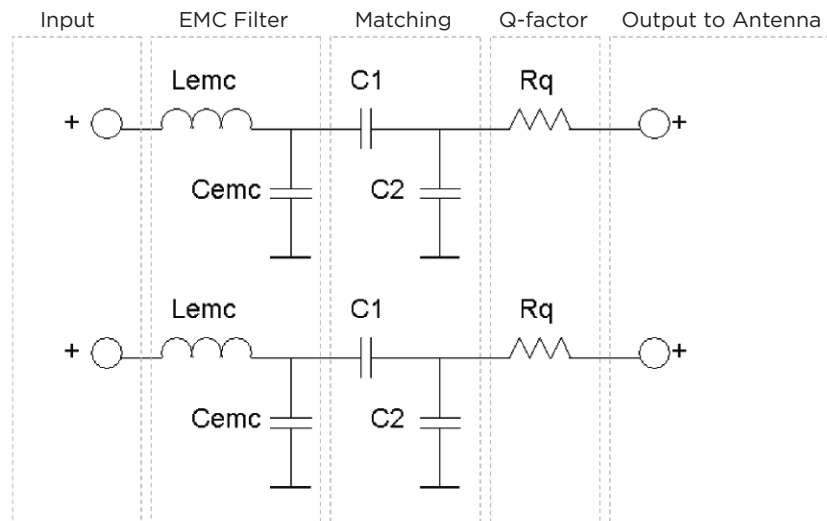 Input EMC Filter Matching Q-factor Output to Antenna
Lemc C1 Rq
+ +
Cemc C2
Lemc C1 Rq
+ +
Cemc C2